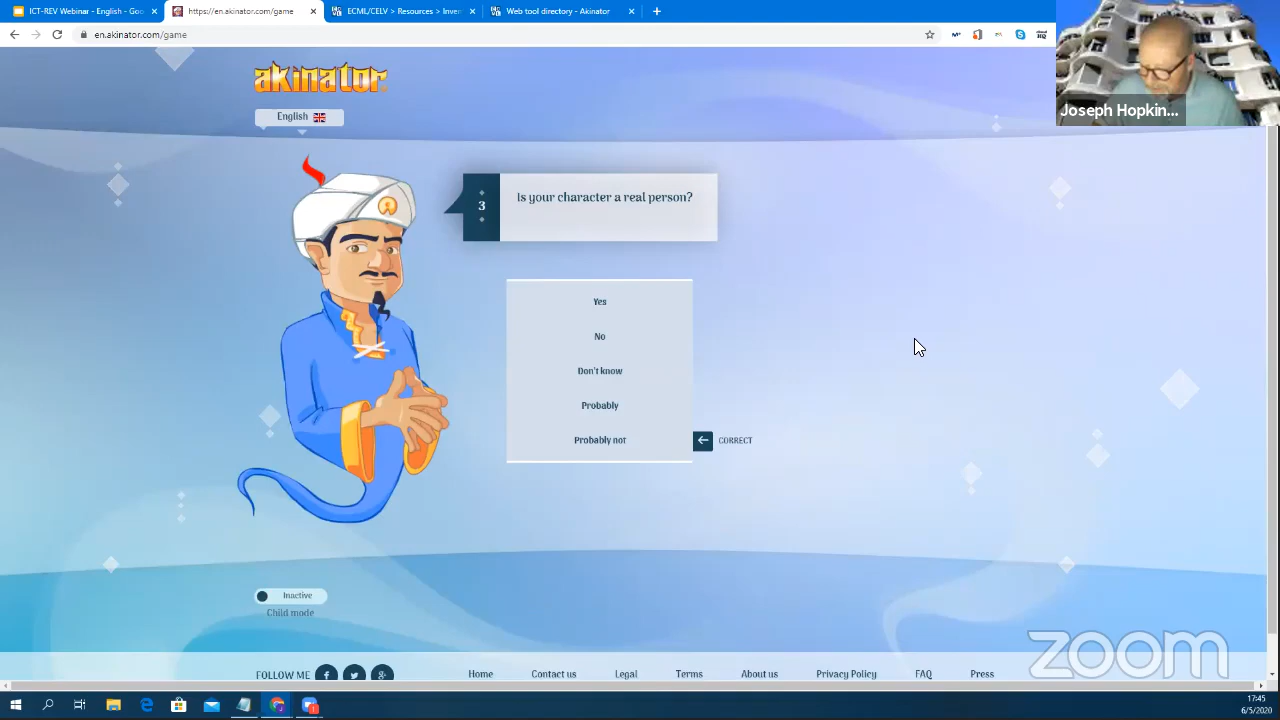 ICT-REV Webinar - English - Goo
https://en.akinator.com/game
ECML/CELV > Resources > Inven
Web tool directory - Akinator
en.akinator.com/game
akinator
English
Joseph Hopkin...
3
Is your character a real person?
Yes
No
Don't know
Probably
Probably not
CORRECT
Inactive
Child mode
zoom
FOLLOW ME
Home
Contact us
Legal
Terms
About us
Privacy Policy
FAQ
Press
17:45
6/5/2020